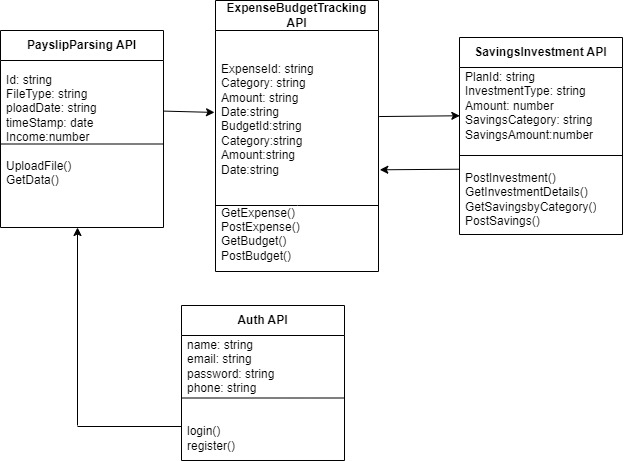 PayslipParsing API
Id: string
FileType: string
ploadDate: string
timeStamp: date
Income:number
UploadFile()
GetData()
ExpenseBudgetTracking
API
ExpenseId: string
Category: string
Amount: string
Date:string
BudgetId:string
Category:string
Amount:string
Date:string
GetExpense()
PostExpense()
GetBudget()
PostBudget()
SavingsInvestment API
PlanId: string
InvestmentType: string
Amount: number
SavingsCategory: string
SavingsAmount:number
PostInvestment()
GetInvestmentDetails()
GetSavingsbyCategory()
PostSavings()
Auth API
name: string
email: string
password: string
phone: string
login()
register()